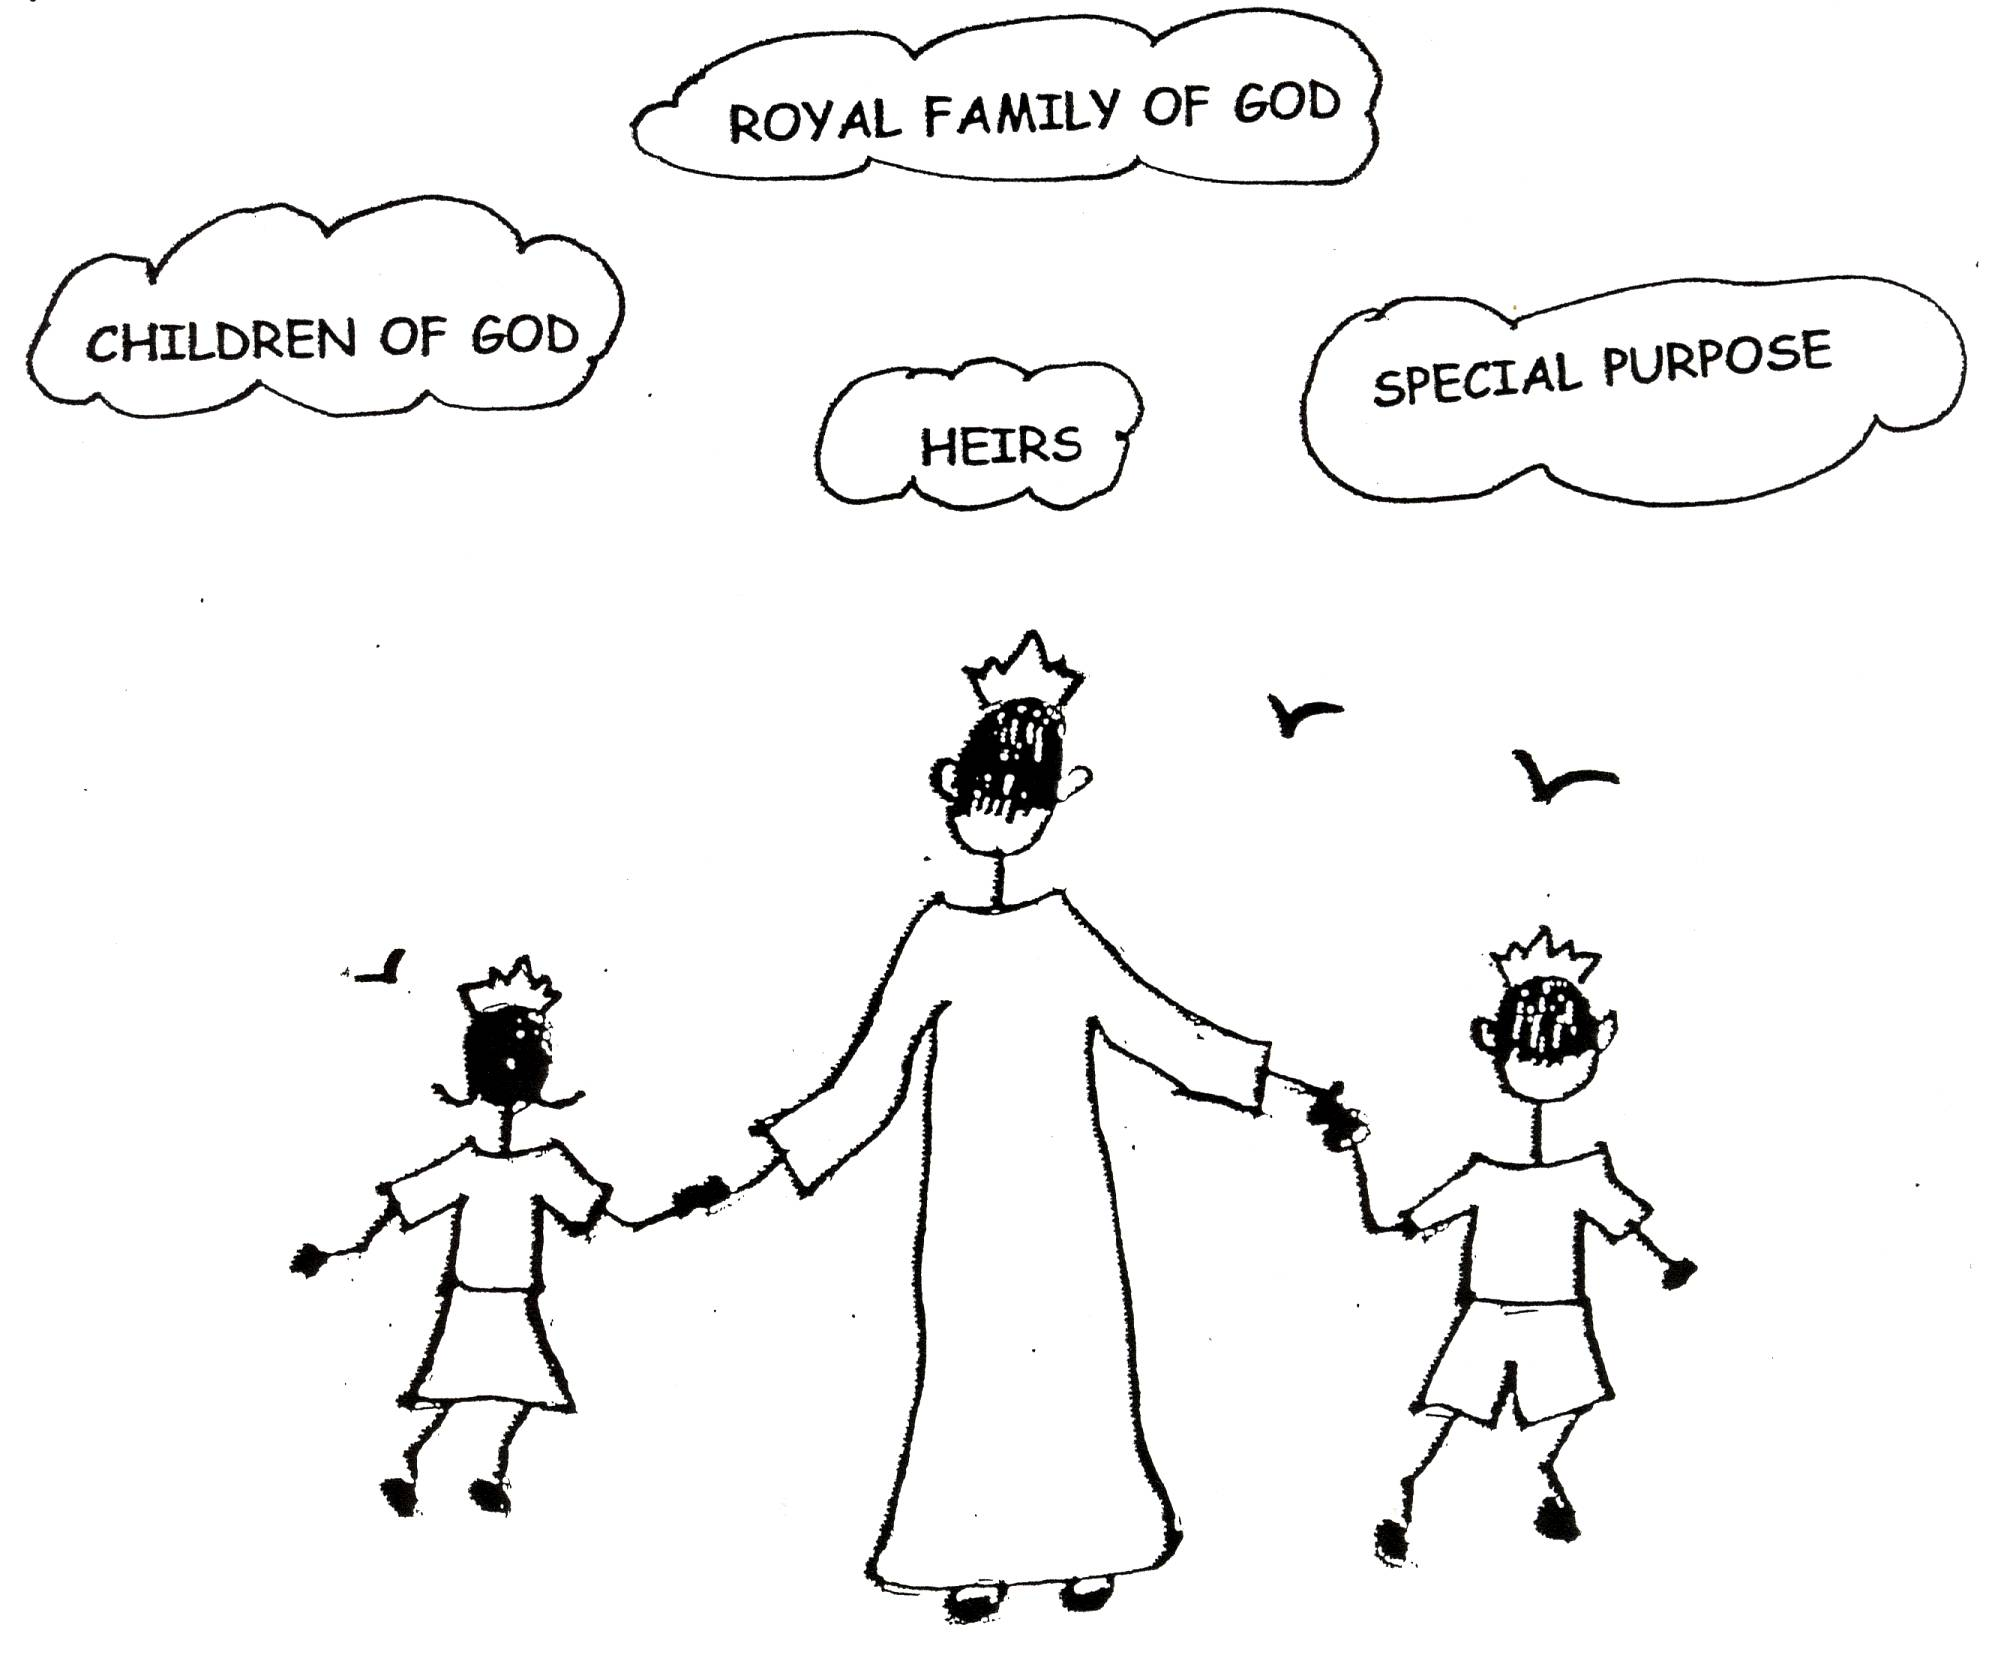 ROYAL FAMILY OF GOD
CHILDREN OF GOD
HEIRS
SPECIAL PURPOSE